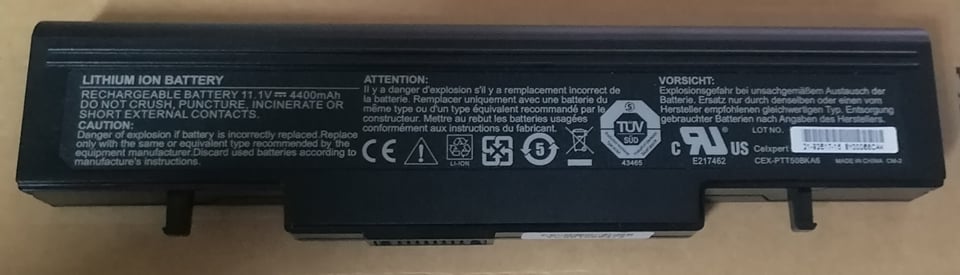 LITHIUM ION BATTERY
RECHARGEABLE BATTERY 11.1V⎓ 4400mAh
DO NOT CRUSH, PUNCTURE, INCINERATE OR
SHORT EXTERNAL CONTACTS.
CAUTION:
Danger of explosion if battery is incorrectly replaced.Replace
only with the same or equivalent type recommended by the
equipment manufacturer.Discard used batteries according to
manufacture's instructions.
ATTENTION:
Il y a danger d'explosion s'il y a remplacement incorrect de
la batterie. Remplacer uniquement avec une batterie du
même type ou d'un type équivalent recommandé par le
constructeur. Mettre au rebut les batteries
conformément aux instructions du fabricant.
CE
LI-ION
5
S
TÜV
SÜD
43465
VORSICHT:
Explosionsgefahr bei unsachgemäßem Austausch der
Batterie. Ersatz nur durch denselben oder einen vom
Hersteller empfohlenen gleichwertigen Typ. Entsorgung
gebrauchter Batterien nach Angaben des Herstellers.
c RU US
E217462
LOT NO.
Celxpert
CEX-PTT50BKA6 MADE IN CHINA CM-2